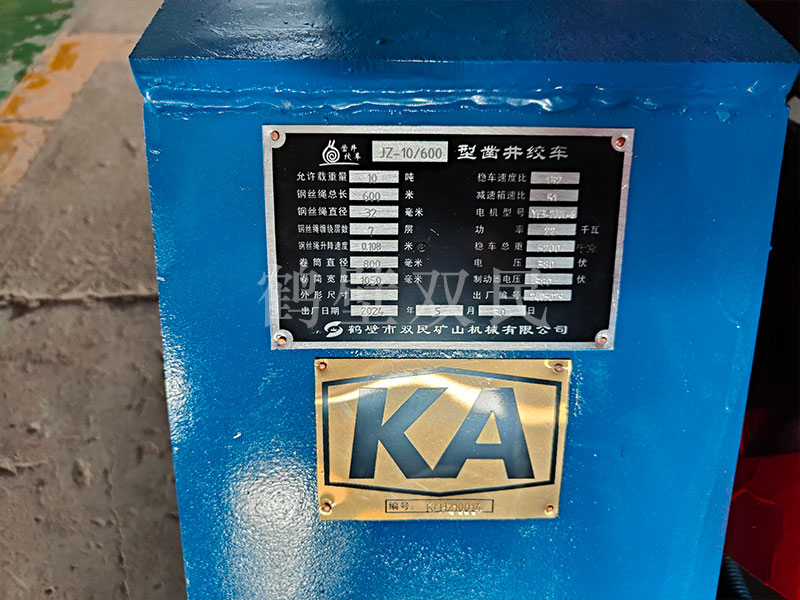 凿井绞车 JZ-10/600 型凿井绞车
允许载重量 10 吨 稳车速度比
钢丝绳总长 600 米 减速箱速比 51
钢丝绳直径 32 毫米 电机型号
钢丝绳缠绕层数 7 层 功率 22 千瓦
钢丝绳升降速度 0.108 米 稳车总重
卷筒直径 800 毫米 电压 380 伏
卷筒宽度 1050 毫米 制动器电压 380 伏
外形尺寸 出厂编号
出厂日期 2024 年 5 月 30 日
鹤壁市双民矿山机械有限公司
KA
编号: KCH210014
鹤壁双民